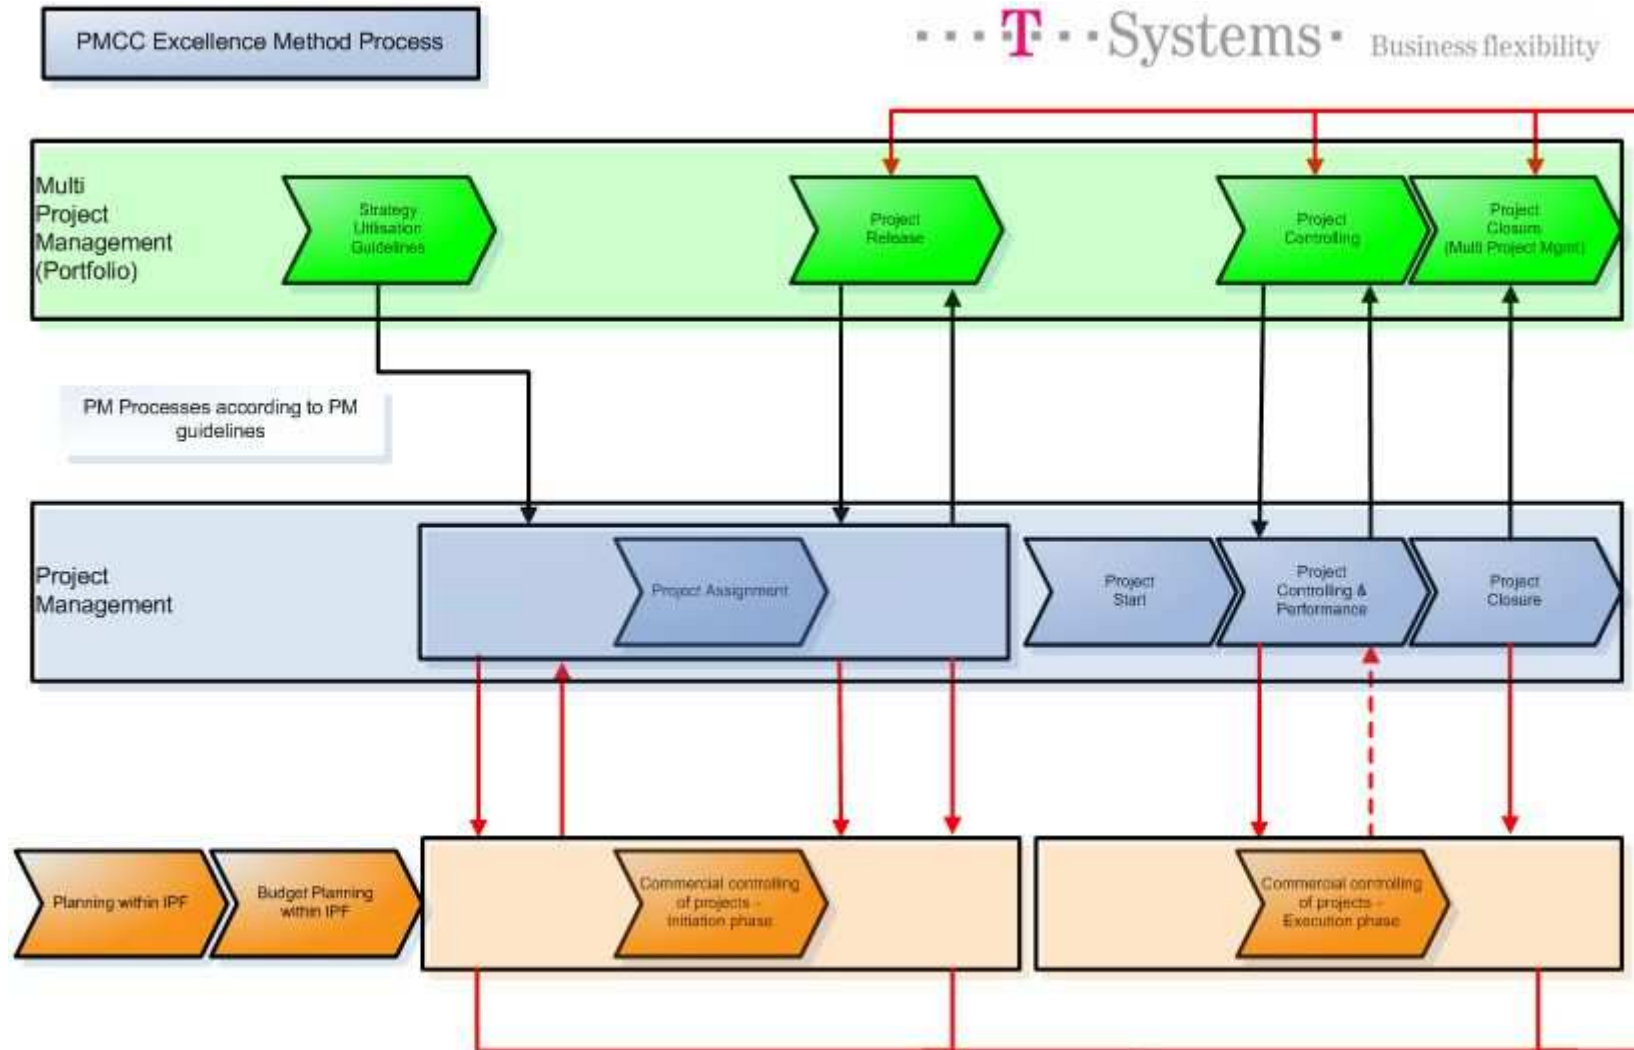 PMCC Excellence Method Process
T Systems Business flexibility
Multi
Project
Management
(Portfolio)
Strategy
Utilisation
Guidelines
Project
Release
Project
Controlling
Project
Closure
(Multi Project Mgmt)
PM Processes according to PM
guidelines
Project
Management
Project Assignment
Project
Start
Project
Controlling &
Performance
Project
Closure
Planning within IPF
Budget Planning
within IPF
Commercial controlling
of projects -
Initiation phase
Commercial controlling
of projects -
Execution phase